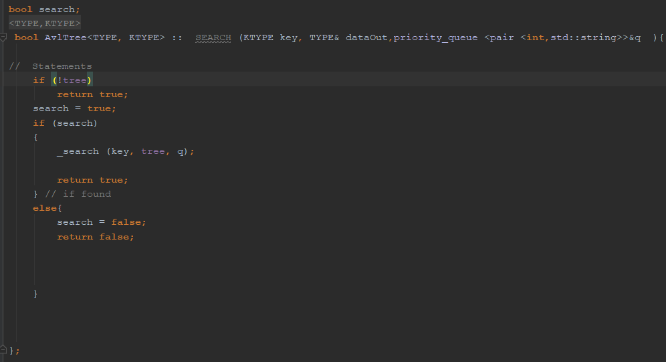 bool search;
<TYPE,KTYPE>
bool AvlTree<TYPE, KTYPE> :: SEARCH (KTYPE key, TYPE& dataOut,priority_queue <pair <int,std::string>>&q ){
// Statements
if (!tree)
return true;
search = true;
if (search)
{
_search (key, tree, q);
return true;
} // if found
else{
search = false;
return false;
}
};